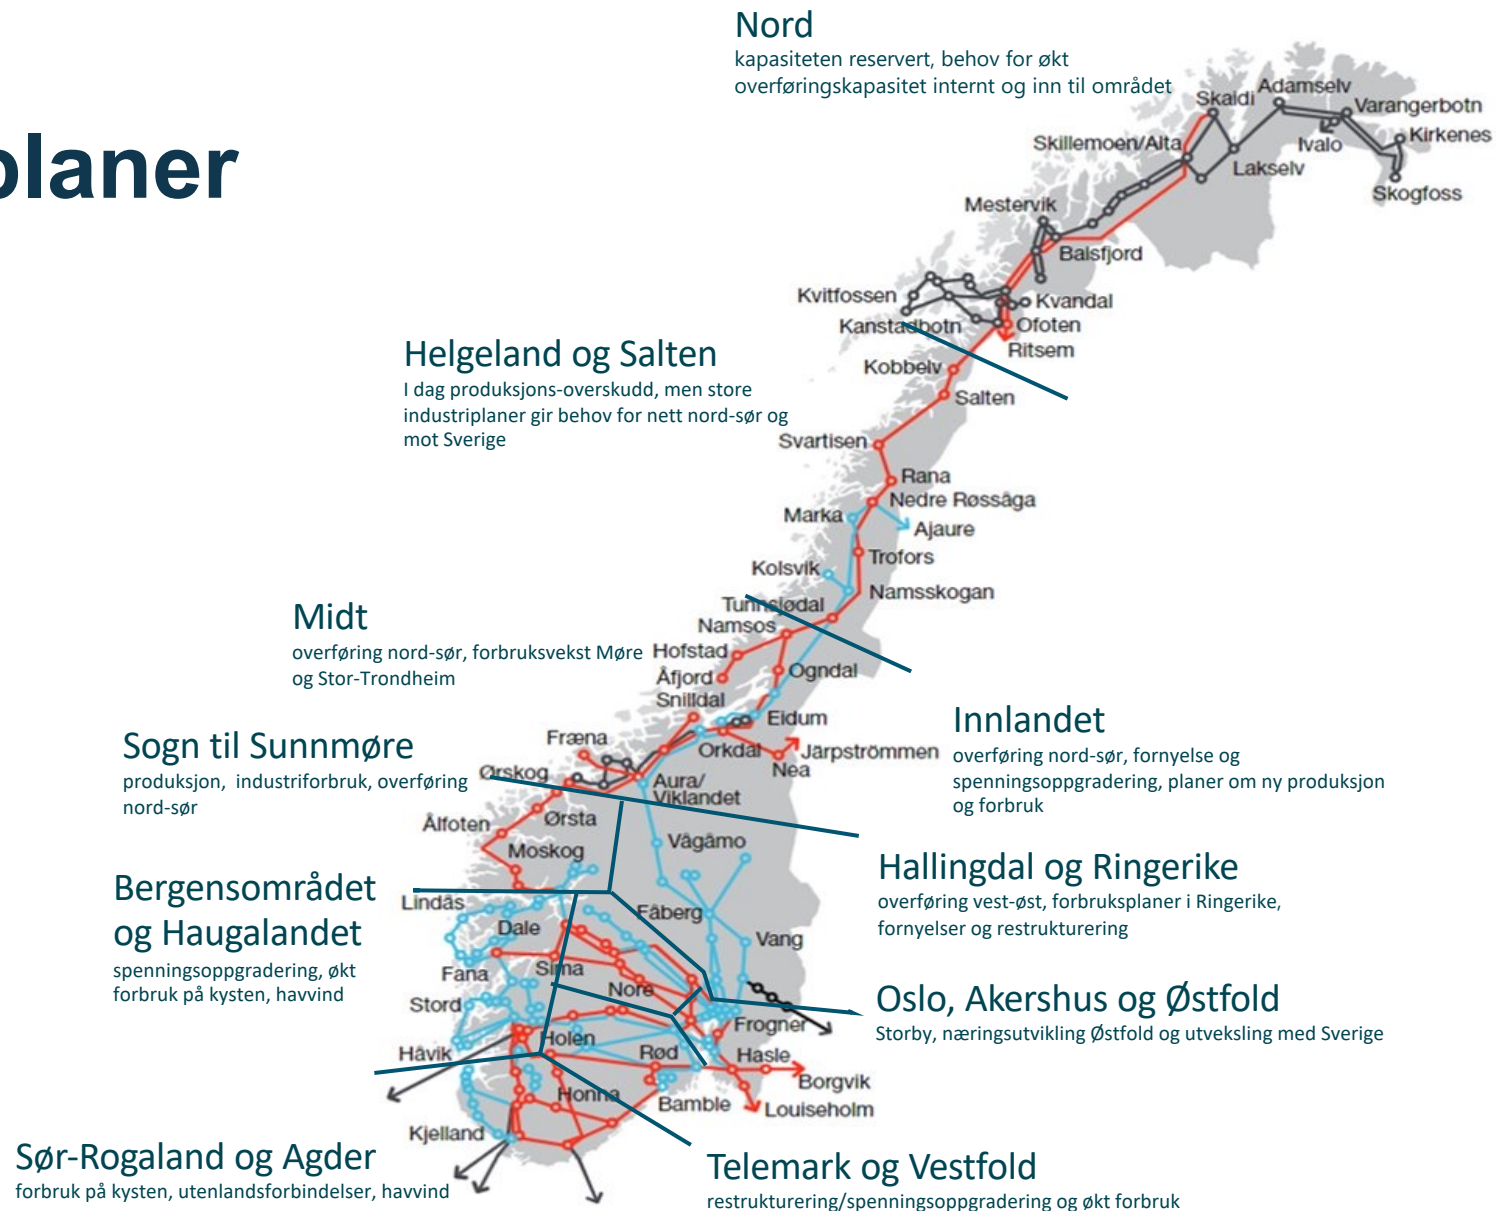 planer
Nord
kapasiteten reservert, behov for økt
overføringskapasitet internt og inn til området
Skaidi
Adamselv
Varangerbotn
Ivalo
Kirkenes
Skillemoen/Alta
Lakselv
Skogfoss
Mestervik
Balsfjord
Kvitfossen
Kvandal
Kanstadbotn
Ofoten
Ritsem
Helgeland og Salten
I dag produksjons-overskudd, men store
industriplaner gir behov for nett nord-sør og
mot Sverige
Kobbelv
Salten
Svartisen
Rana
Nedre Røssåga
Marka
Ajaure
Trofors
Kolsvik
Namsskogan
Tunnsjødal
Midt
overføring nord-sør, forbruksvekst Møre
og Stor-Trondheim
Namsos
Hofstad
Åfjord
Ogndal
Snilldal
Eidum
Sogn til Sunnmøre
produksjon, industriforbruk, overføring
nord-sør
Fræna
Ørskog
Orkdal
Järpströmmen
Nea
Aura/
Viklandet
Innlandet
overføring nord-sør, fornyelse og
spenningsoppgradering, planer om ny produksjon
og forbruk
Ørsta
Ålfoten
Moskog
Vågåmo
Hallingdal og Ringerike
overføring vest-øst, forbruksplaner i Ringerike,
fornyelser og restrukturering
Bergensområdet
og Haugalandet
spenningsoppgradering, økt
forbruk på kysten, havvind
Lindås
Dale
Fåberg
Vang
Fana
Sima
Nore
Stord
Frogner
Oslo, Akershus og Østfold
Storby, næringsutvikling Østfold og utveksling med Sverige
Håvik
Holen
Rød
Hasle
Borgvik
Honna
Bamble
Louiseholm
Kjelland
Sør-Rogaland og Agder
forbruk på kysten, utenlandsforbindelser, havvind
Telemark og Vestfold
restrukturering/spenningsoppgradering og økt forbruk